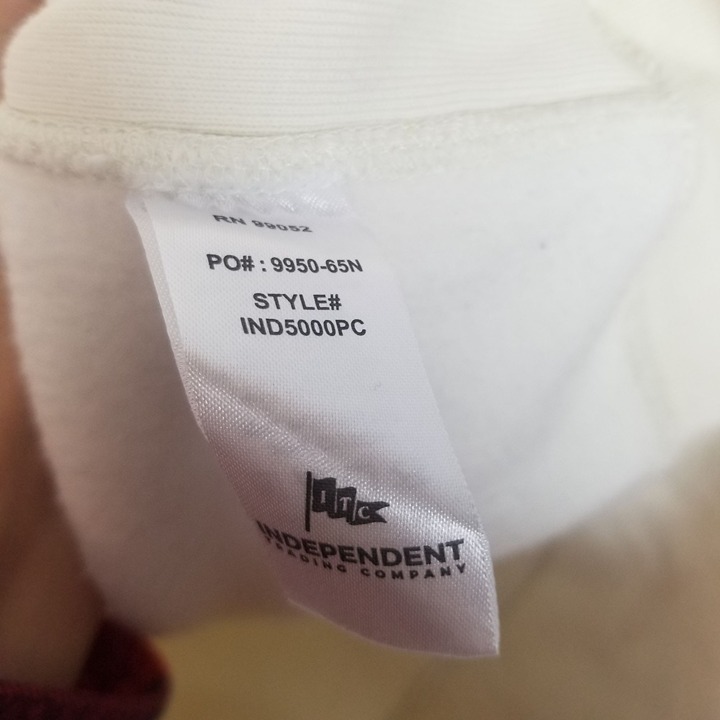 RN 99052
PO# : 9950-65N
STYLE#
IND5000PC
ITC
INDEPENDENT
TRADING COMPANY